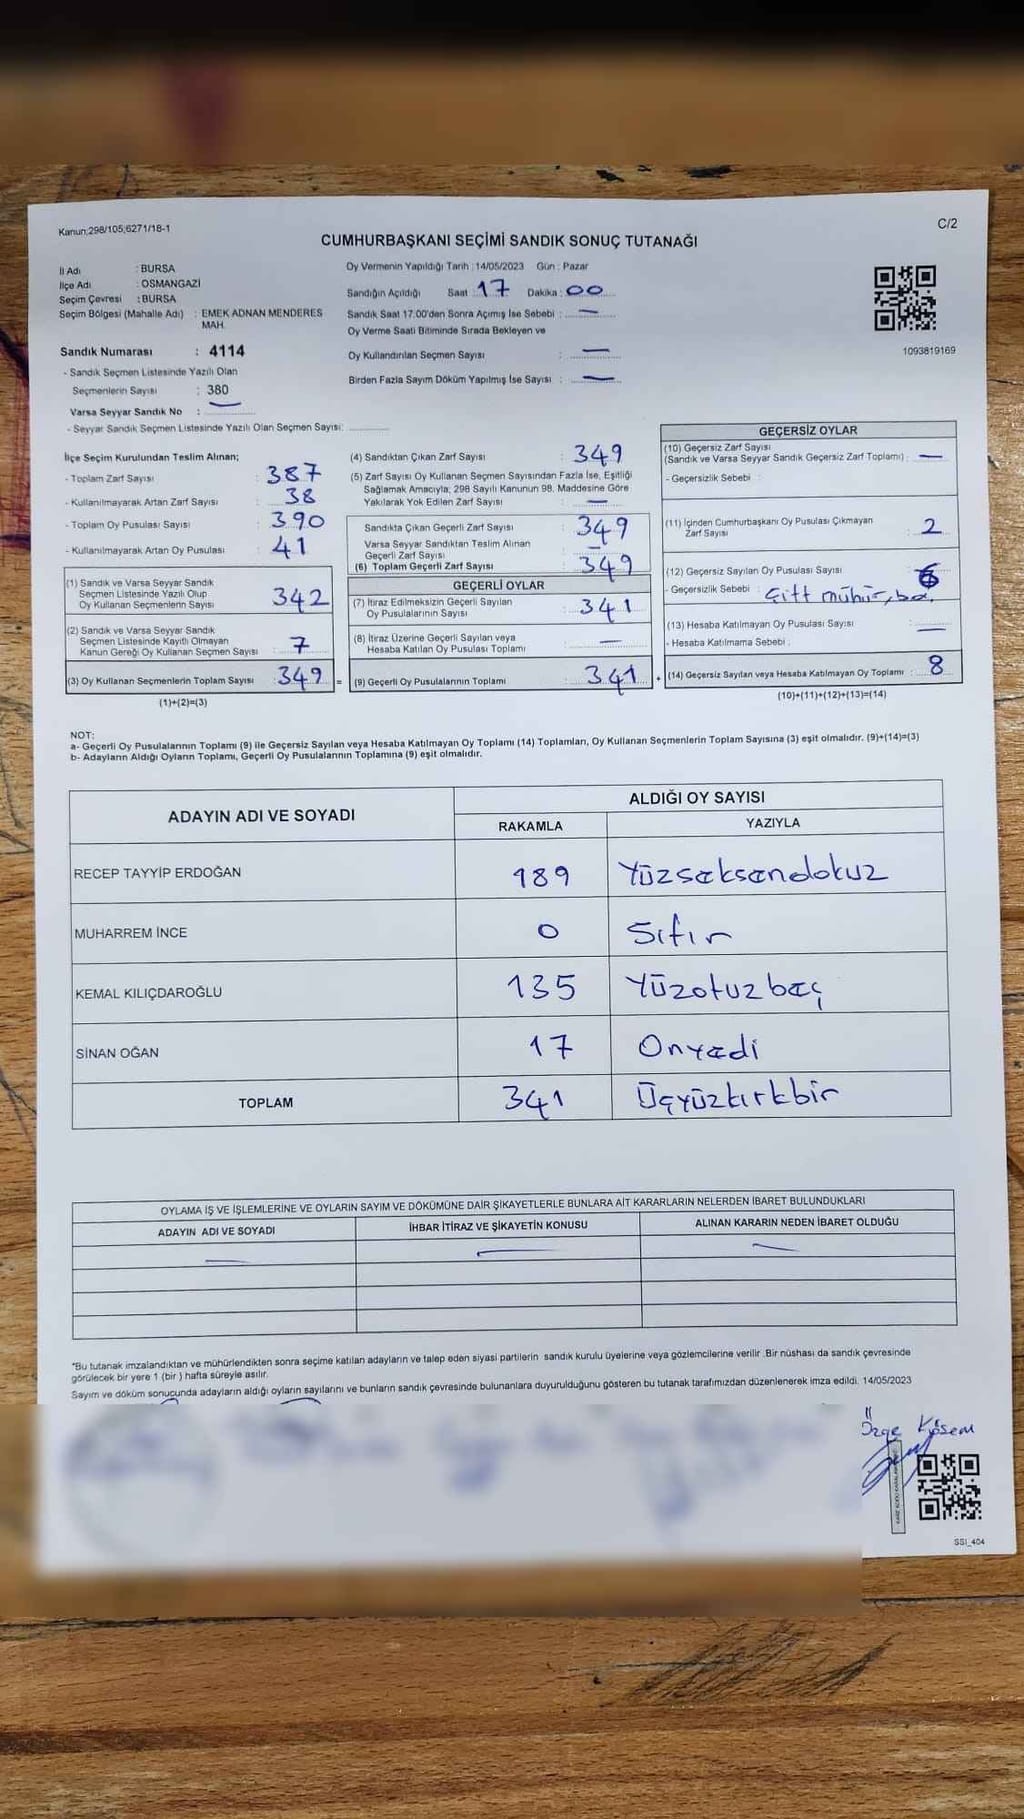 Kanun;298/105;6271/18-1
C/2
CUMHURBAŞKANI SEÇİMİ SANDIK SONUÇ TUTANAĞI
İl Adı : BURSA
İlçe Adı : OSMANGAZİ
Seçim Çevresi : BURSA
Seçim Bölgesi (Mahalle Adı) : EMEK ADNAN MENDERES
MAH.
Sandık Numarası : 4114
- Sandık Seçmen Listesinde Yazılı Olan
Seçmenlerin Sayısı : 380
Varsa Seyyar Sandık No : —
- Seyyar Sandık Seçmen Listesinde Yazılı Olan Seçmen Sayısı:
Oy Vermenin Yapıldığı Tarih : 14/05/2023 Gün : Pazar
Sandığın Açıldığı Saat : 17 Dakika : 00
Sandık Saat 17:00'den Sonra Açımış İse Sebebi : —
Oy Verme Saati Bitiminde Sırada Bekleyen ve
Oy Kullandırılan Seçmen Sayısı : —
Birden Fazla Sayım Döküm Yapılmış İse Sayısı : —
1093819169
İlçe Seçim Kurulundan Teslim Alınan;
- Toplam Zarf Sayısı : 387
- Kullanılmayarak Artan Zarf Sayısı : 38
- Toplam Oy Pusulası Sayısı : 390
- Kullanılmayarak Artan Oy Pusulası : 41
(1) Sandık ve Varsa Seyyar Sandık
Seçmen Listesinde Yazılı Olup
Oy Kullanan Seçmenlerin Sayısı : 342
(2) Sandık ve Varsa Seyyar Sandık
Seçmen Listesinde Kayıtlı Olmayan
Kanun Gereği Oy Kullanan Seçmen Sayısı : 7
(3) Oy Kullanan Seçmenlerin Toplam Sayısı : 349 =
(1)+(2)=(3)
(4) Sandıktan Çıkan Zarf Sayısı : 349
(5) Zarf Sayısı Oy Kullanan Seçmen Sayısından Fazla İse, Eşitliği
Sağlamak Amacıyla, 298 Sayılı Kanunun 98. Maddesine Göre
Yakılarak Yok Edilen Zarf Sayısı : —
Sandıkta Çıkan Geçerli Zarf Sayısı : 349
Varsa Seyyar Sandıktan Teslim Alınan
Geçerli Zarf Sayısı : —
(6) Toplam Geçerli Zarf Sayısı : 349
GEÇERLİ OYLAR
(7) İtiraz Edilmeksizin Geçerli Sayılan
Oy Pusulalarının Sayısı : 341
(8) İtiraz Üzerine Geçerli Sayılan veya
Hesaba Katılan Oy Pusulası Toplamı : —
(9) Geçerli Oy Pusulalarının Toplamı : 341 +
GEÇERSİZ OYLAR
(10) Geçersiz Zarf Sayısı
(Sandık ve Varsa Seyyar Sandık Geçersiz Zarf Toplamı) : —
- Geçersizlik Sebebi :
(11) İçinden Cumhurbaşkanı Oy Pusulası Çıkmayan
Zarf Sayısı : 2
(12) Geçersiz Sayılan Oy Pusulası Sayısı : 6
- Geçersizlik Sebebi : Çift mühür,
(13) Hesaba Katılmayan Oy Pusulası Sayısı : —
- Hesaba Katılmama Sebebi :
(14) Geçersiz Sayılan veya Hesaba Katılmayan Oy Toplamı : 8
(10)+(11)+(12)+(13)=(14)
NOT:
a- Geçerli Oy Pusulalarının Toplamı (9) ile Geçersiz Sayılan veya Hesaba Katılmayan Oy Toplamı (14) Toplamları, Oy Kullanan Seçmenlerin Toplam Sayısına (3) eşit olmalıdır. (9)+(14)=(3)
b- Adayların Aldığı Oyların Toplamı, Geçerli Oy Pusulalarının Toplamına (9) eşit olmalıdır.
ADAYIN ADI VE SOYADI ALDIĞI OY SAYISI
RAKAMLA YAZIYLA
RECEP TAYYİP ERDOĞAN 189 Yüzseksendokuz
MUHARREM İNCE 0 Sıfır
KEMAL KILIÇDAROĞLU 135 Yüzotuzbeş
SİNAN OĞAN 17 Onyedi
TOPLAM 341 Üçyüzkırkbir
OYLAMA İŞ VE İŞLEMLERİNE VE OYLARIN SAYIM VE DÖKÜMÜNE DAİR ŞİKAYETLERLE BUNLARA AİT KARARLARIN NELERDEN İBARET BULUNDUKLARI
ADAYIN ADI VE SOYADI İHBAR İTİRAZ VE ŞİKAYETİN KONUSU ALINAN KARARIN NEDEN İBARET OLDUĞU
— — —
*Bu tutanak imzalandıktan ve mühürlendikten sonra seçime katılan adayların ve talep eden siyasi partilerin sandık kurulu üyelerine veya gözlemcilerine verilir .Bir nüshası da sandık çevresinde
görülecek bir yere 1 (bir ) hafta süreyle asılır.
Sayım ve döküm sonucunda adayların aldığı oyların sayılarını ve bunların sandık çevresinde bulunanlara duyurulduğunu gösteren bu tutanak tarafımızdan düzenlenerek imza edildi. 14/05/2023
Özge Kösem
SSI_404